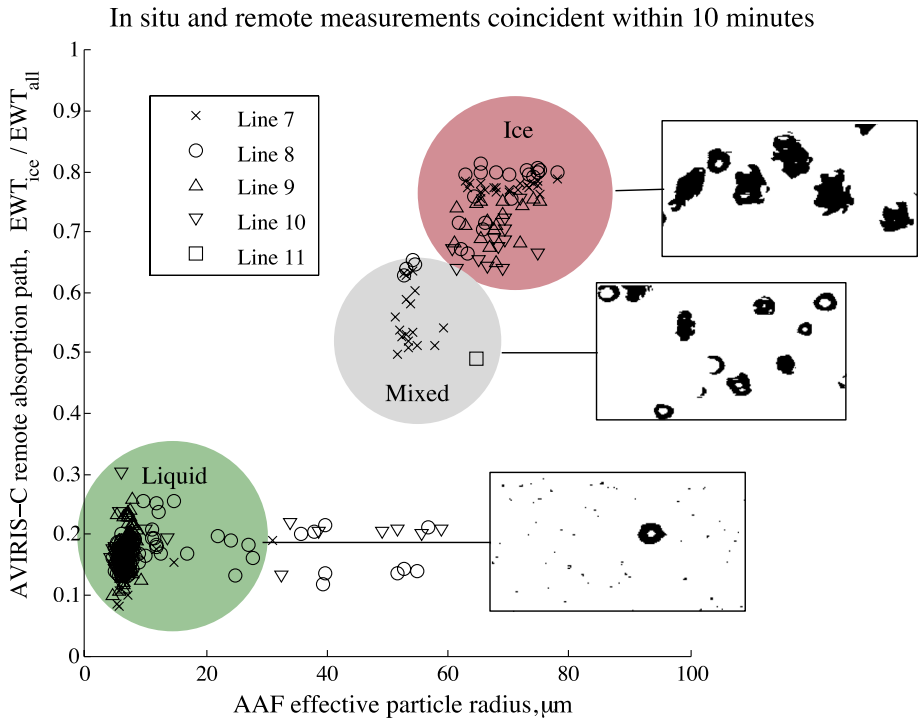 In situ and remote measurements coincident within 10 minutes
AVIRIS−C remote absorption path, EWT_ice / EWT_all
1
0.9
0.8
0.7
0.6
0.5
0.4
0.3
0.2
0.1
0
Line 7
Line 8
Line 9
Line 10
Line 11
Ice
Mixed
Liquid
0
20
40
60
80
100
AAF effective particle radius,μm